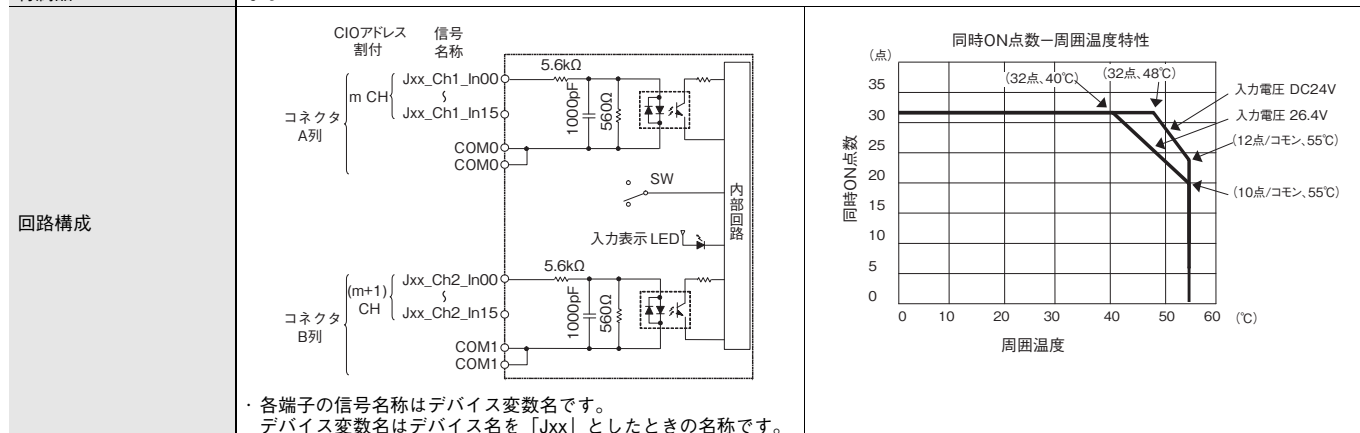 回路構成
CIOアドレス
割付
信号
名称
コネクタ
A列
m CH
Jxx_Ch1_In00
Jxx_Ch1_In15
COM0
COM0
5.6kΩ
1000pF
560Ω
SW
入力表示 LED
内部回路
コネクタ
B列
(m+1)
CH
Jxx_Ch2_In00
Jxx_Ch2_In15
COM1
COM1
5.6kΩ
1000pF
560Ω
・各端子の信号名称はデバイス変数名です。
デバイス変数名はデバイス名を「Jxx」としたときの名称です。
同時ON点数ー周囲温度特性
(点)
(32点、40℃)
(32点、48℃)
入力電圧 DC24V
入力電圧 26.4V
(12点/コモン、55℃)
(10点/コモン、55℃)
同時ON点数
35
30
25
20
15
10
5
0
0 10 20 30 40 50 60 (℃)
周囲温度